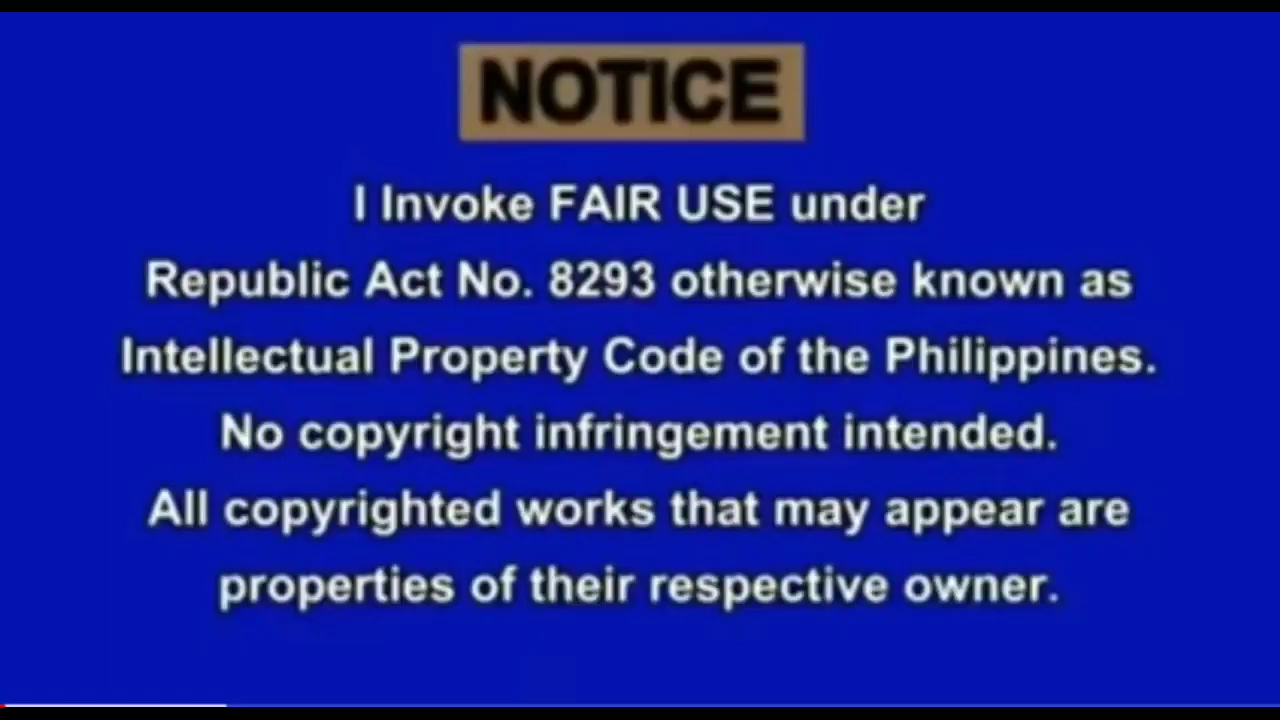 NOTICE
I Invoke FAIR USE under
Republic Act No. 8293 otherwise known as
Intellectual Property Code of the Philippines.
No copyright infringement intended.
All copyrighted works that may appear are
properties of their respective owner.